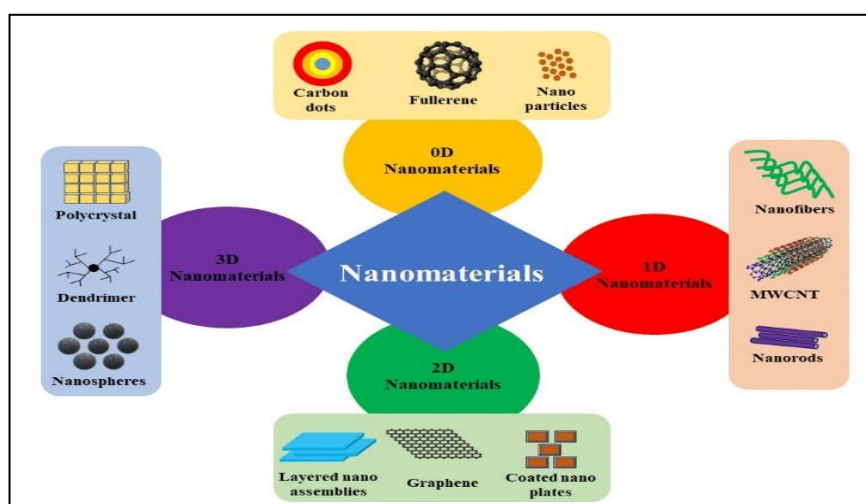 Carbon
dots
Fullerene
Nano
particles
0D
Nanomaterials
Polycrystal
Dendrimer
Nanospheres
3D
Nanomaterials
Nanomaterials
1D
Nanomaterials
Nanofibers
MWCNT
Nanorods
2D
Nanomaterials
Layered nano
assemblies
Graphene
Coated nano
plates